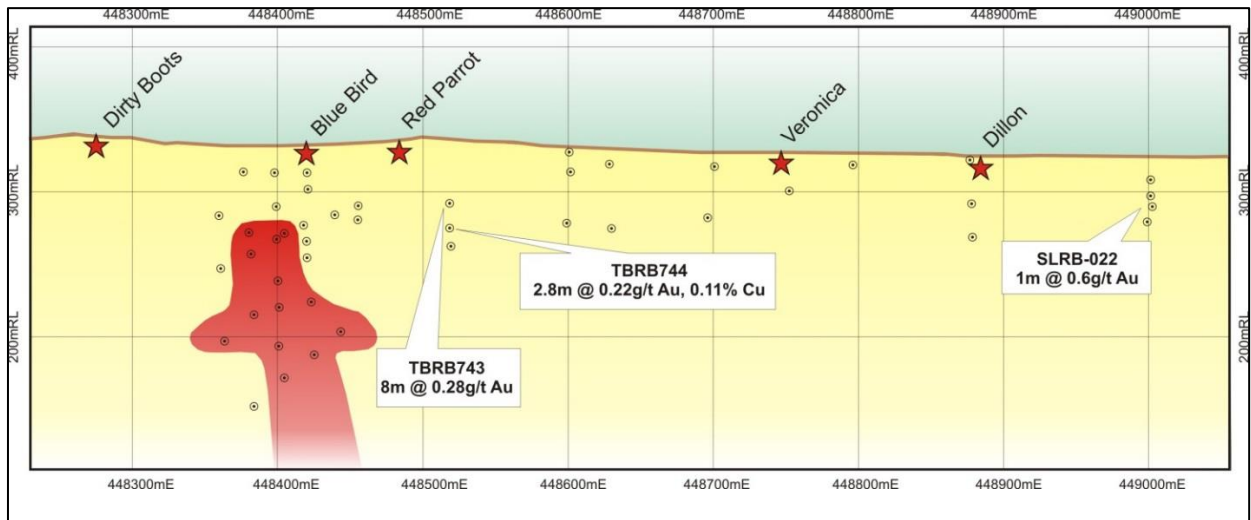 448300mE 448400mE 448500mE 448600mE 448700mE 448800mE 448900mE 449000mE
400mRL 400mRL
Dirty Boots
Blue Bird
Red Parrot
Veronica
Dillon
300mRL 300mRL
TBRB744
2.8m @ 0.22g/t Au, 0.11% Cu
SLRB-022
1m @ 0.6g/t Au
200mRL 200mRL
TBRB743
8m @ 0.28g/t Au
448300mE 448400mE 448500mE 448600mE 448700mE 448800mE 448900mE 449000mE